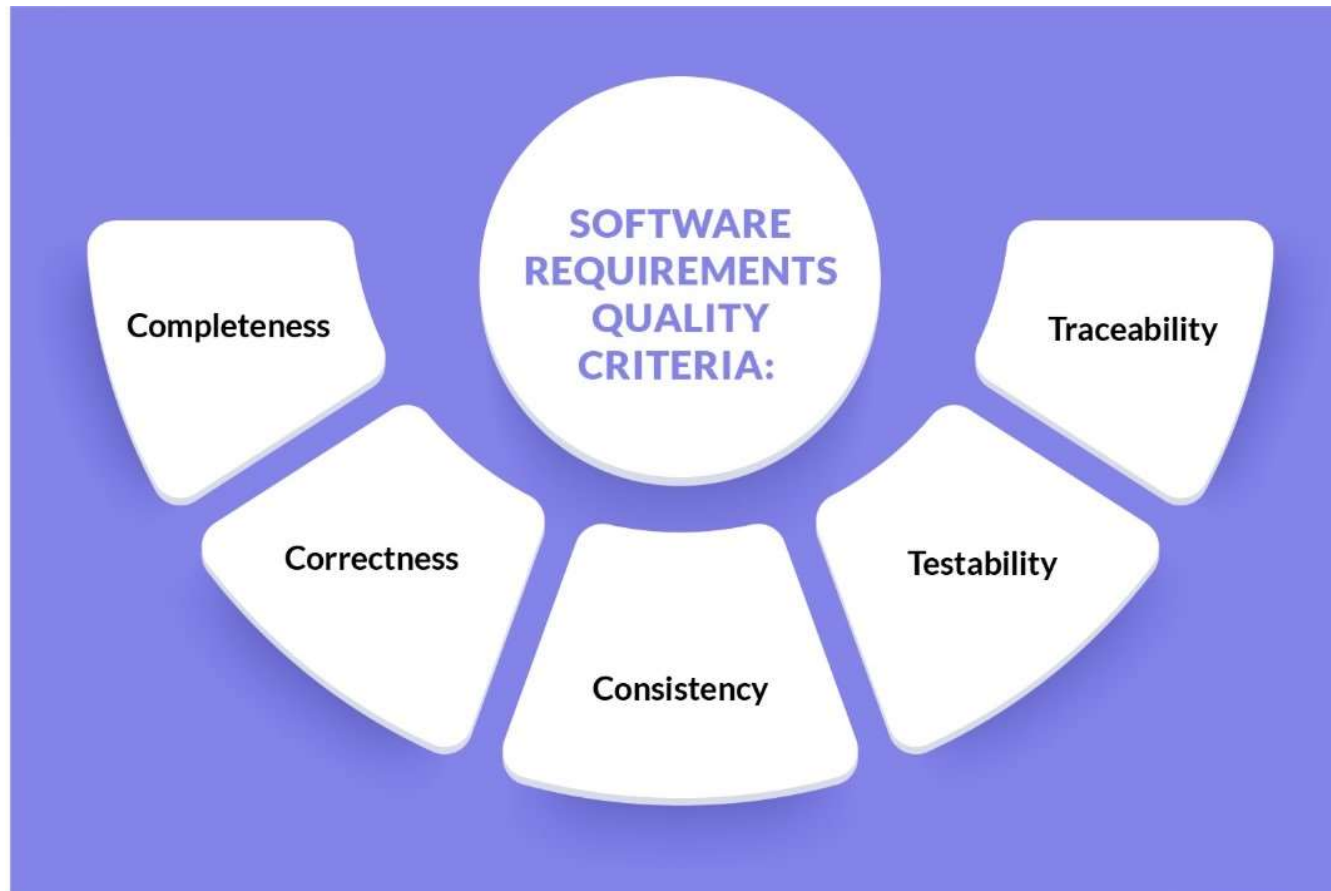 SOFTWARE
REQUIREMENTS
QUALITY
CRITERIA:
Completeness
Correctness
Consistency
Testability
Traceability